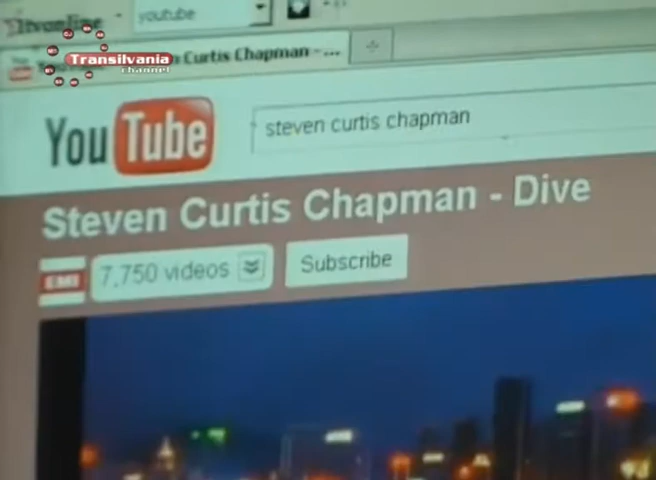 youtube
Transilvania
channel
Curtis Chapman - ...
YouTube
steven curtis chapman
Steven Curtis Chapman - Dive
EMI
7,750 videos
Subscribe